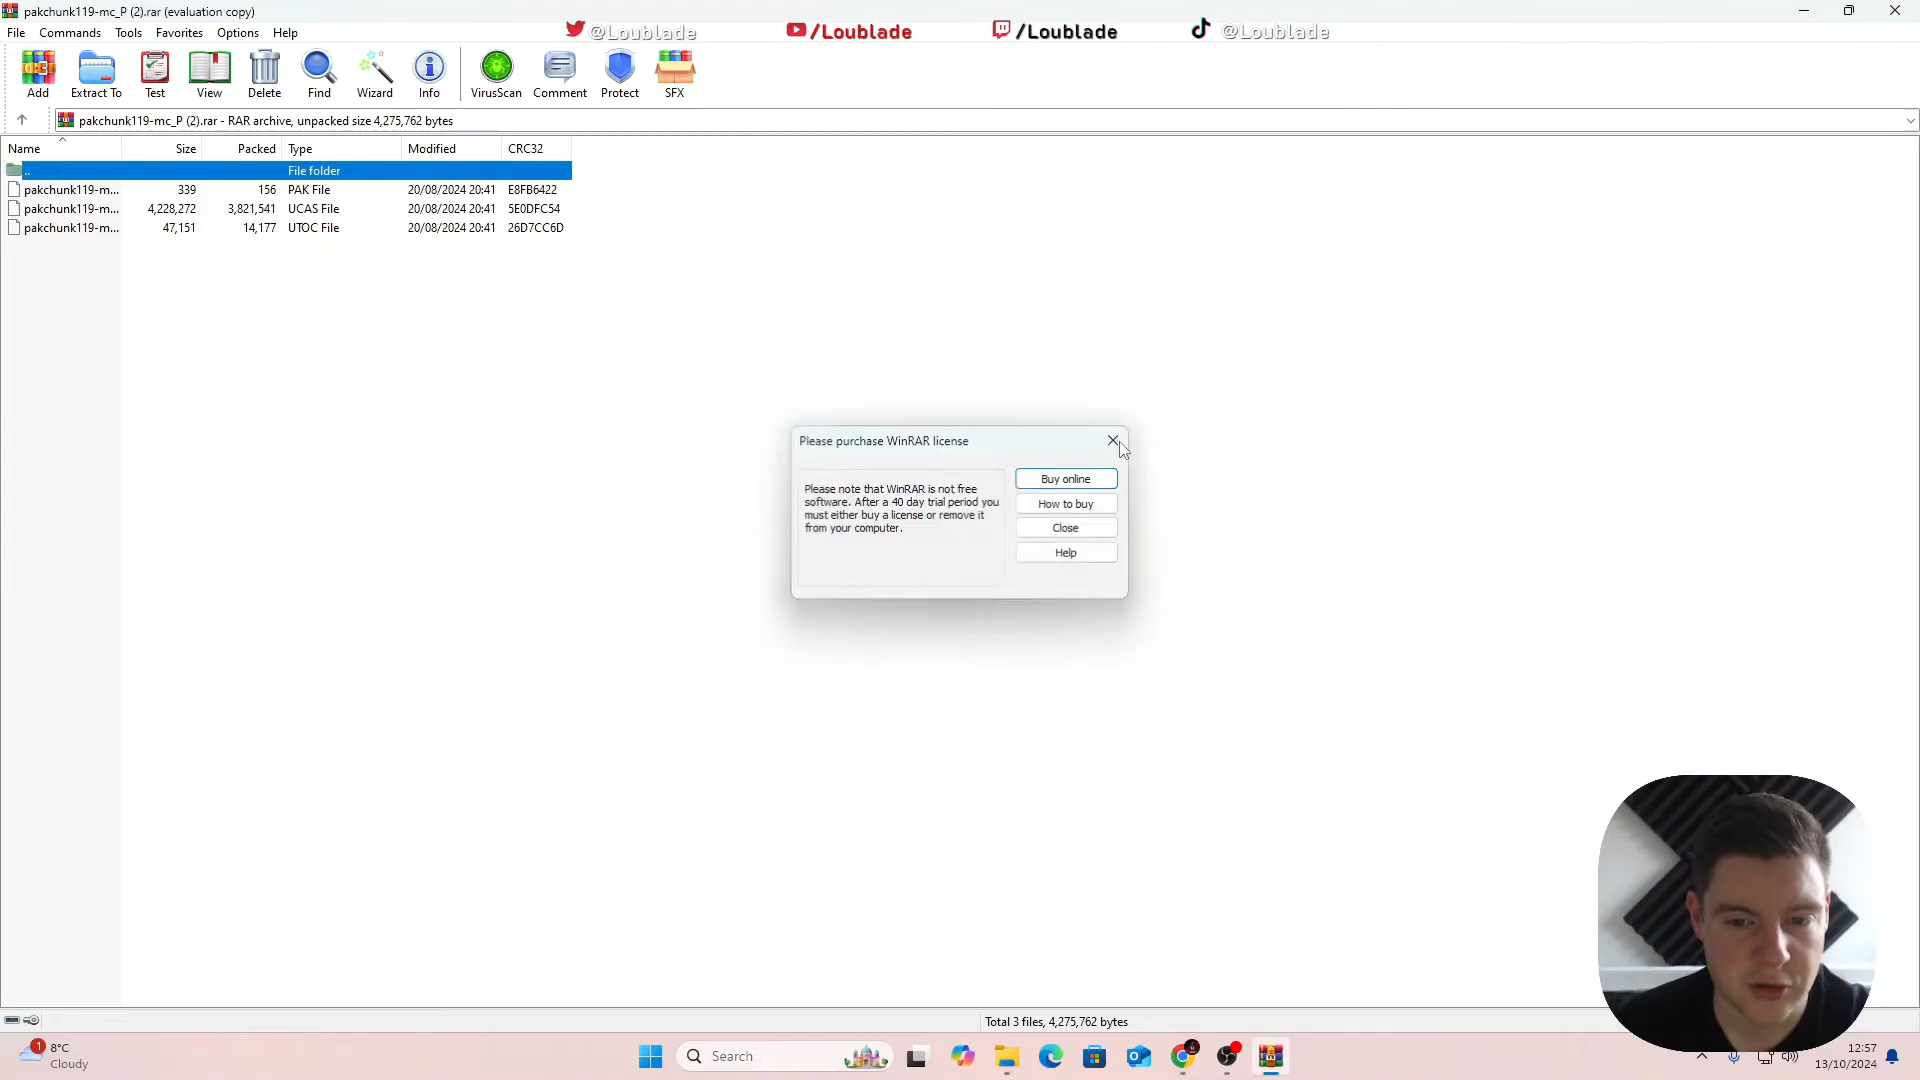 pakchunk119-mc_P (2).rar (evaluation copy)
File Commands Tools Favorites Options Help
@Loublade /Loublade /Loublade @Loublade
Add Extract To Test View Delete Find Wizard Info VirusScan Comment Protect SFX
pakchunk119-mc_P (2).rar - RAR archive, unpacked size 4,275,762 bytes
Name Size Packed Type Modified CRC32
.. File folder
pakchunk119-m... 339 156 PAK File 20/08/2024 20:41 E8FB6422
pakchunk119-m... 4,228,272 3,821,541 UCAS File 20/08/2024 20:41 5E0DFC54
pakchunk119-m... 47,151 14,177 UTOC File 20/08/2024 20:41 26D7CC6D
Please purchase WinRAR license
Please note that WinRAR is not free
software. After a 40 day trial period you
must either buy a license or remove it
from your computer.
Buy online
How to buy
Close
Help
Total 3 files, 4,275,762 bytes
1
8°C
Cloudy
Search
12:57
13/10/2024